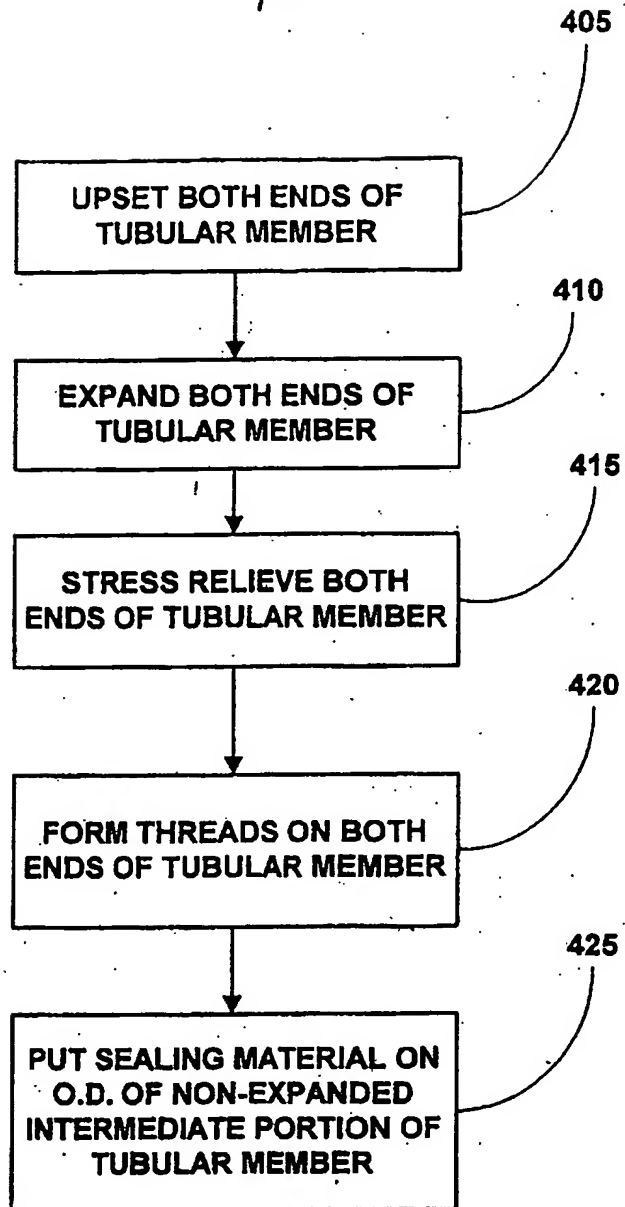 405
UPSET BOTH ENDS OF
TUBULAR MEMBER
410
EXPAND BOTH ENDS OF
TUBULAR MEMBER
415
STRESS RELIEVE BOTH
ENDS OF TUBULAR MEMBER
420
FORM THREADS ON BOTH
ENDS OF TUBULAR MEMBER
425
PUT SEALING MATERIAL ON
O.D. OF NON-EXPANDED
INTERMEDIATE PORTION OF
TUBULAR MEMBER